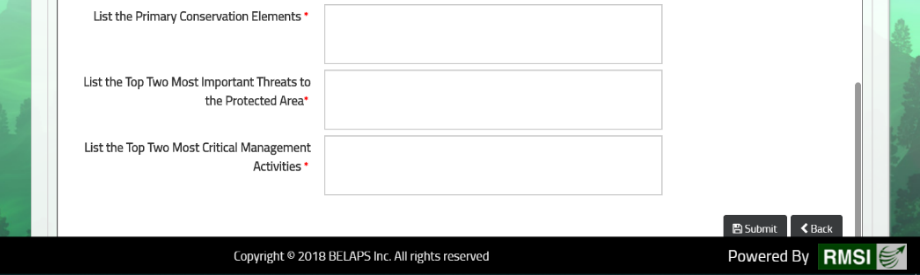 List the Primary Conservation Elements *
List the Top Two Most Important Threats to
the Protected Area*
List the Top Two Most Critical Management
Activities *
Submit
Back
Copyright © 2018 BELAPS Inc. All rights reserved
Powered By RMSI